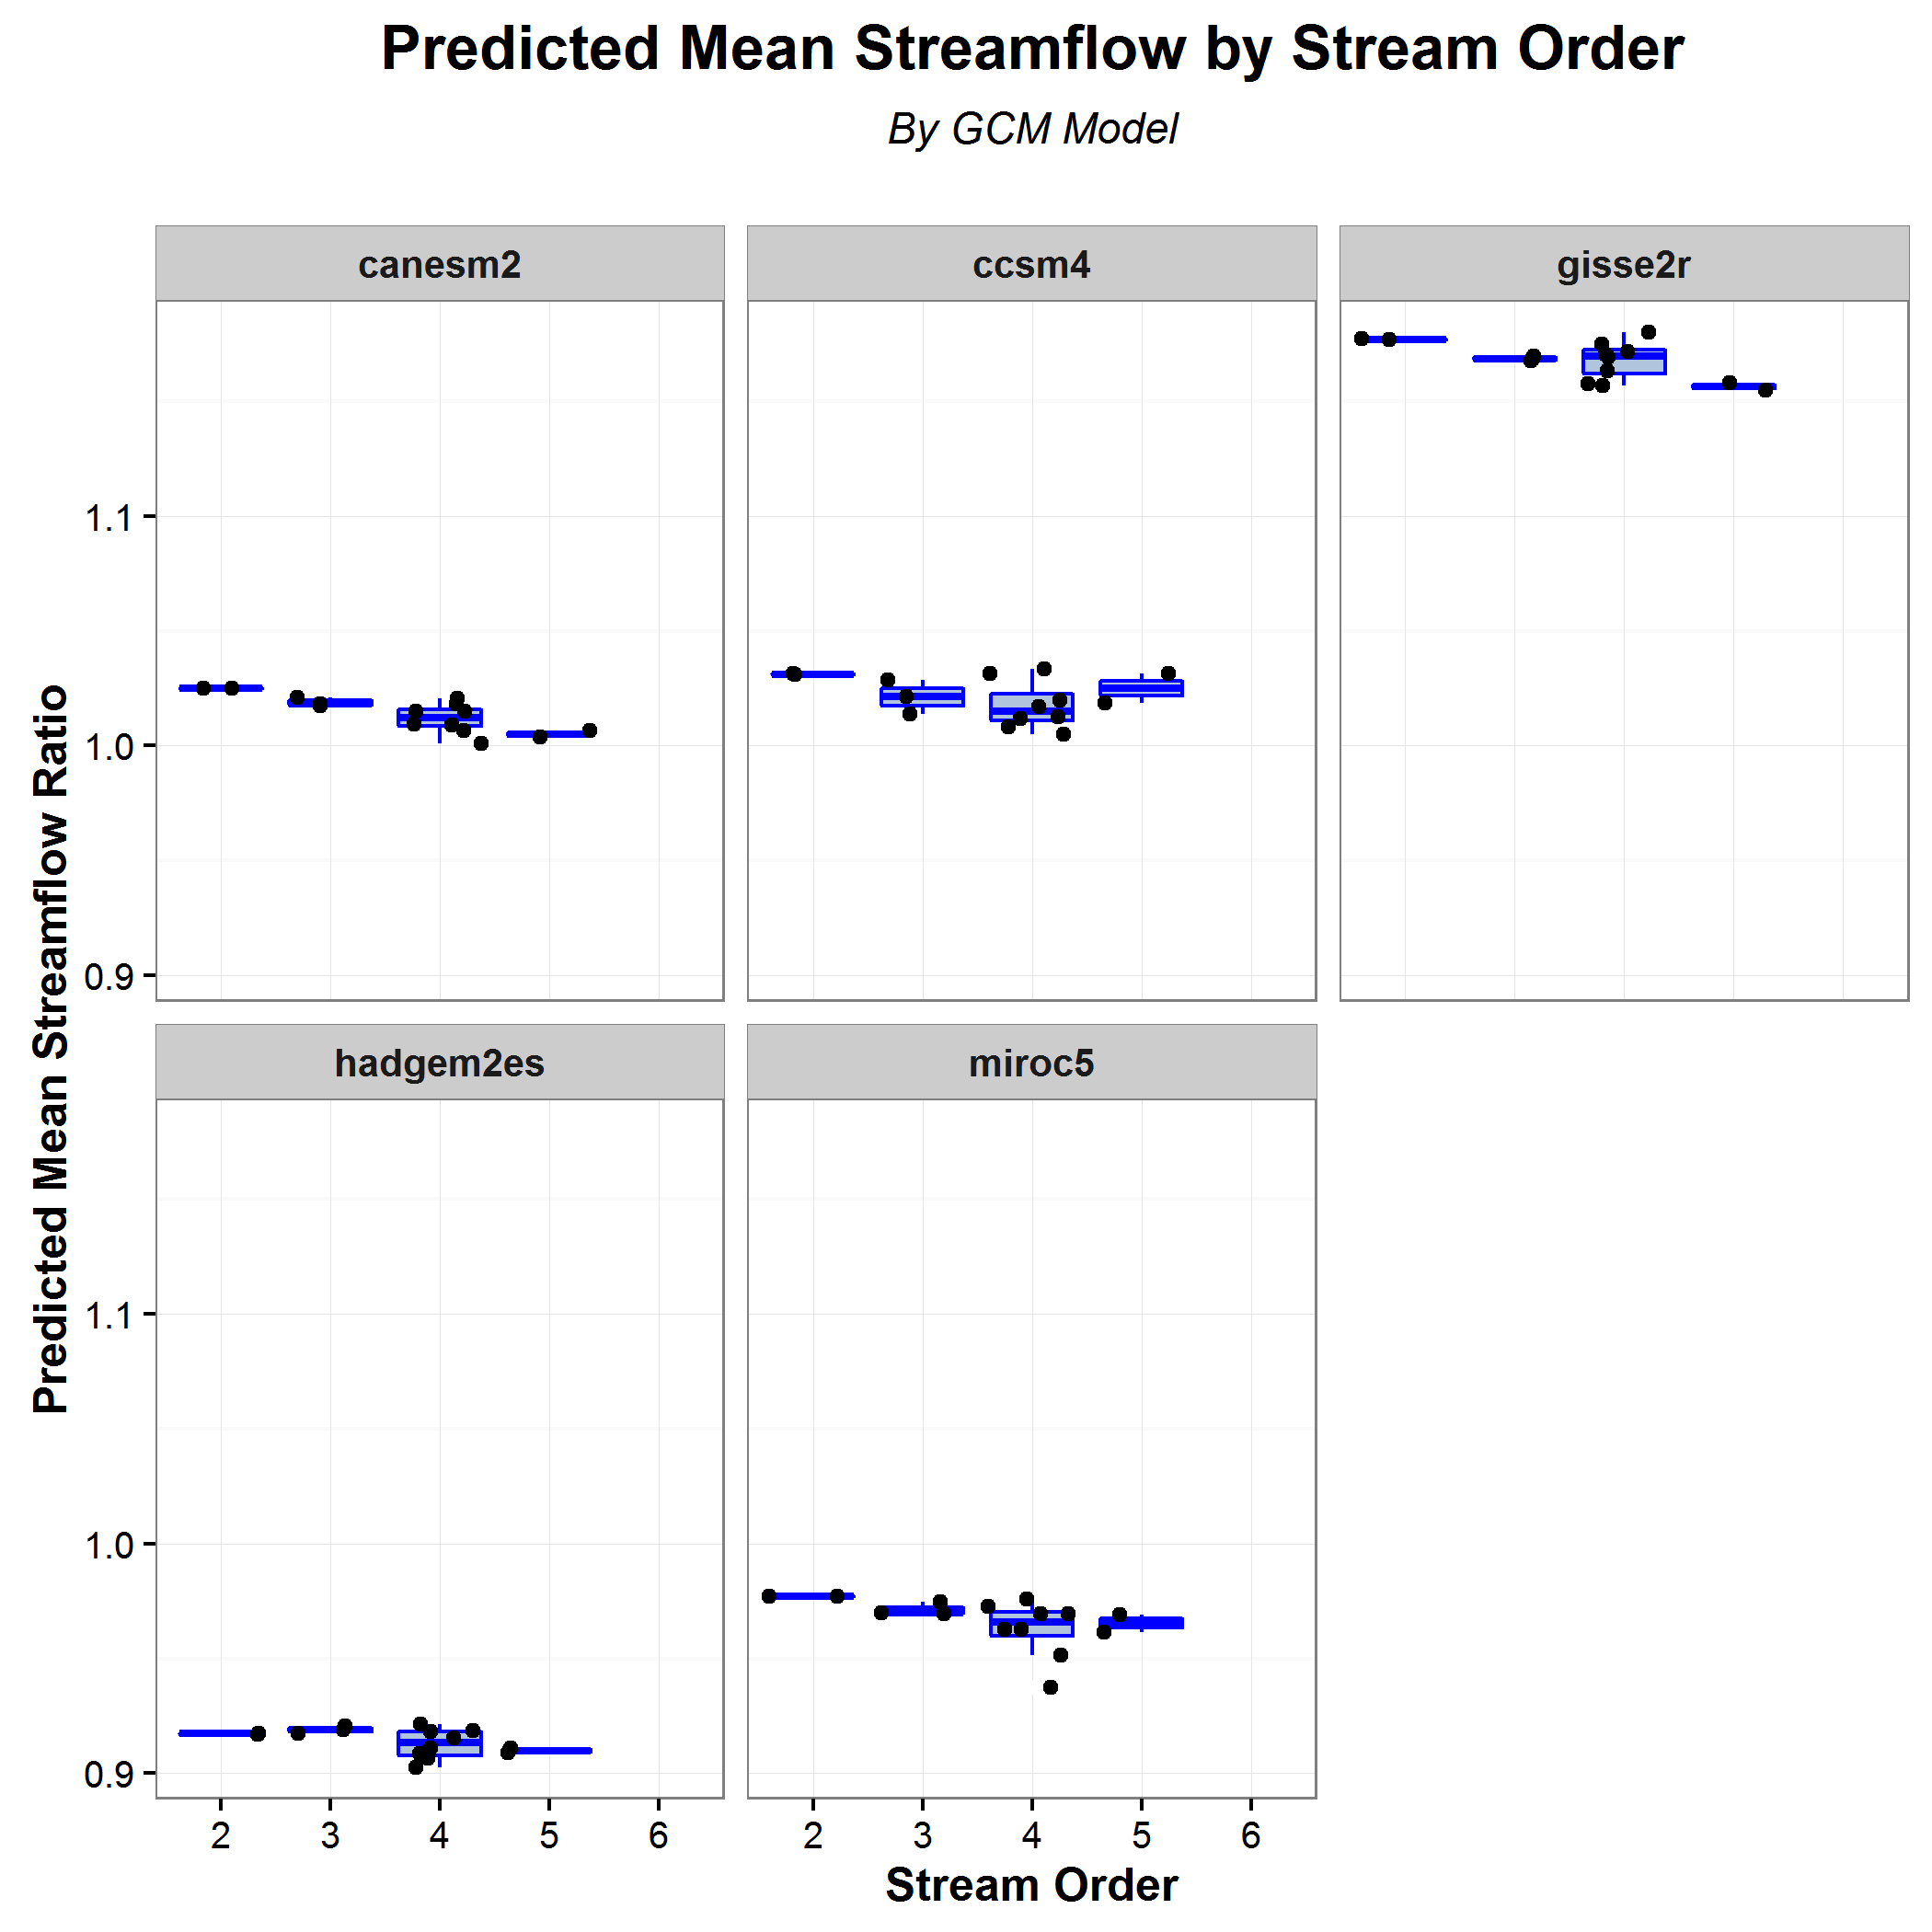 Predicted Mean Streamflow by Stream Order
By GCM Model
canesm2
ccsm4
gisse2r
1.1
1.0
0.9
Predicted Mean Streamflow Ratio
hadgem2es
miroc5
1.1
1.0
0.9
2 3 4 5 6
2 3 4 5 6
Stream Order